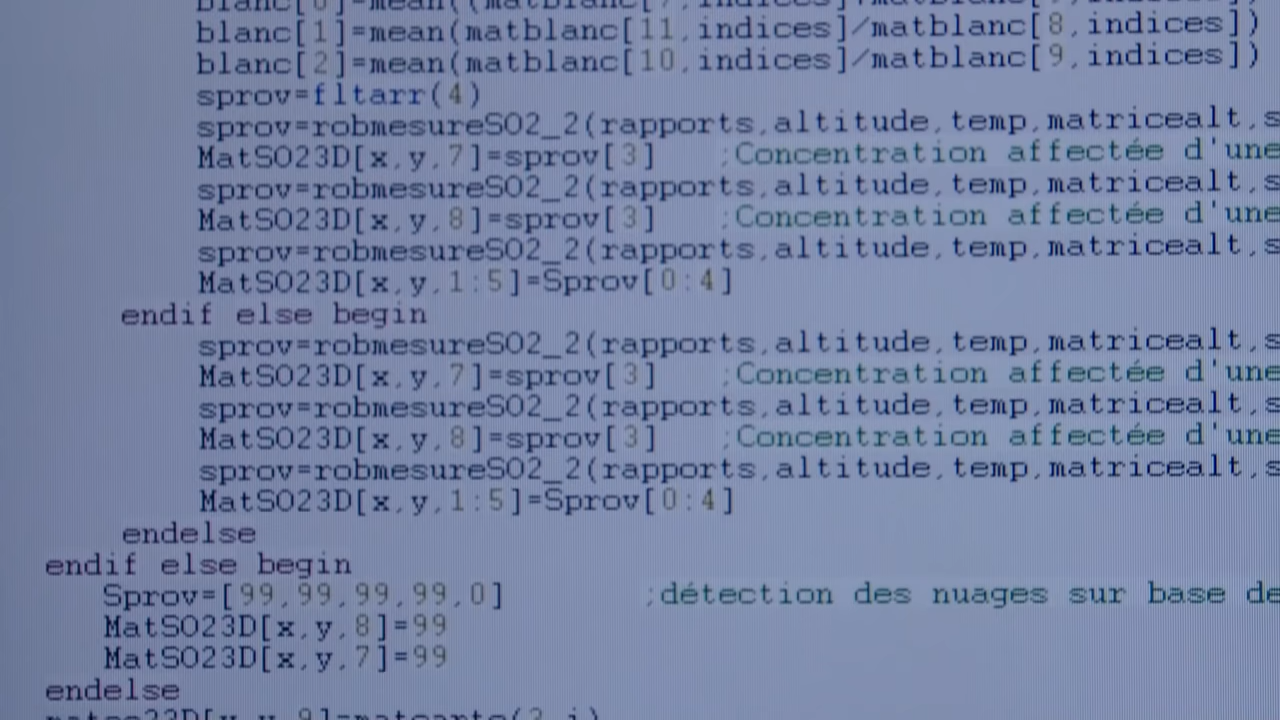 blanc[1]=mean(matblanc[11,indices]/matblanc[8,indices])
blanc[2]=mean(matblanc[10,indices]/matblanc[9,indices])
sprov=fltarr(4)
sprov=robmesureSO2_2(rapports,altitude,temp,matricealt,s
MatSO23D[x,y,7]=sprov[3] ;Concentration affectée d'une
sprov=robmesureSO2_2(rapports,altitude,temp,matricealt,s
MatSO23D[x,y,8]=sprov[3] ;Concentration affectée d'une
sprov=robmesureSO2_2(rapports,altitude,temp,matricealt,s
MatSO23D[x,y,1:5]=Sprov[0:4]
endif else begin
sprov=robmesureSO2_2(rapports,altitude,temp,matricealt,s
MatSO23D[x,y,7]=sprov[3] ;Concentration affectée d'une
sprov=robmesureSO2_2(rapports,altitude,temp,matricealt,s
MatSO23D[x,y,8]=sprov[3] ;Concentration affectée d'une
sprov=robmesureSO2_2(rapports,altitude,temp,matricealt,s
MatSO23D[x,y,1:5]=Sprov[0:4]
endelse
endif else begin
Sprov=[99,99,99,99,0] ;détection des nuages sur base de
MatSO23D[x,y,8]=99
MatSO23D[x,y,7]=99
endelse